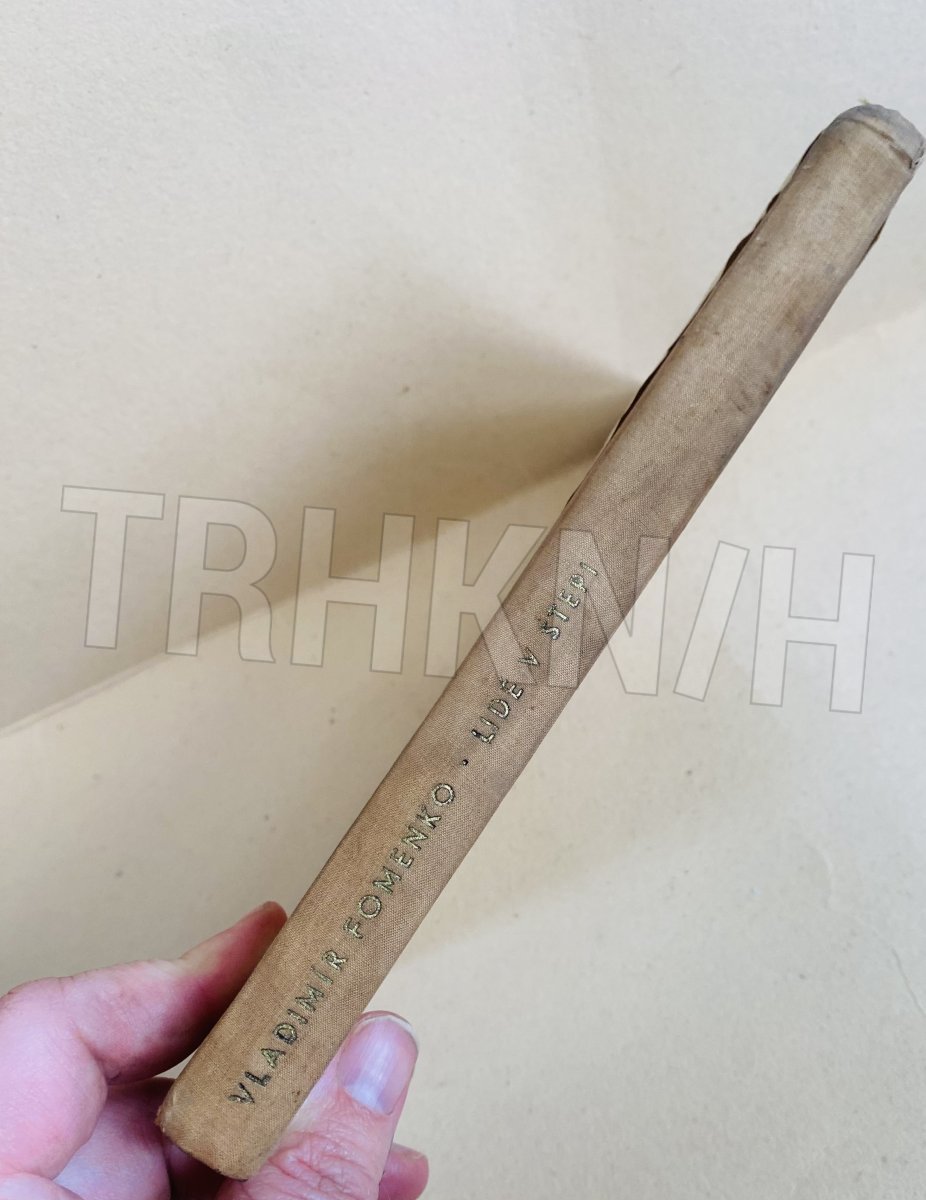 VLADIMÍR FOMENKO · LIDÉ V STEPI
TRHKNIH